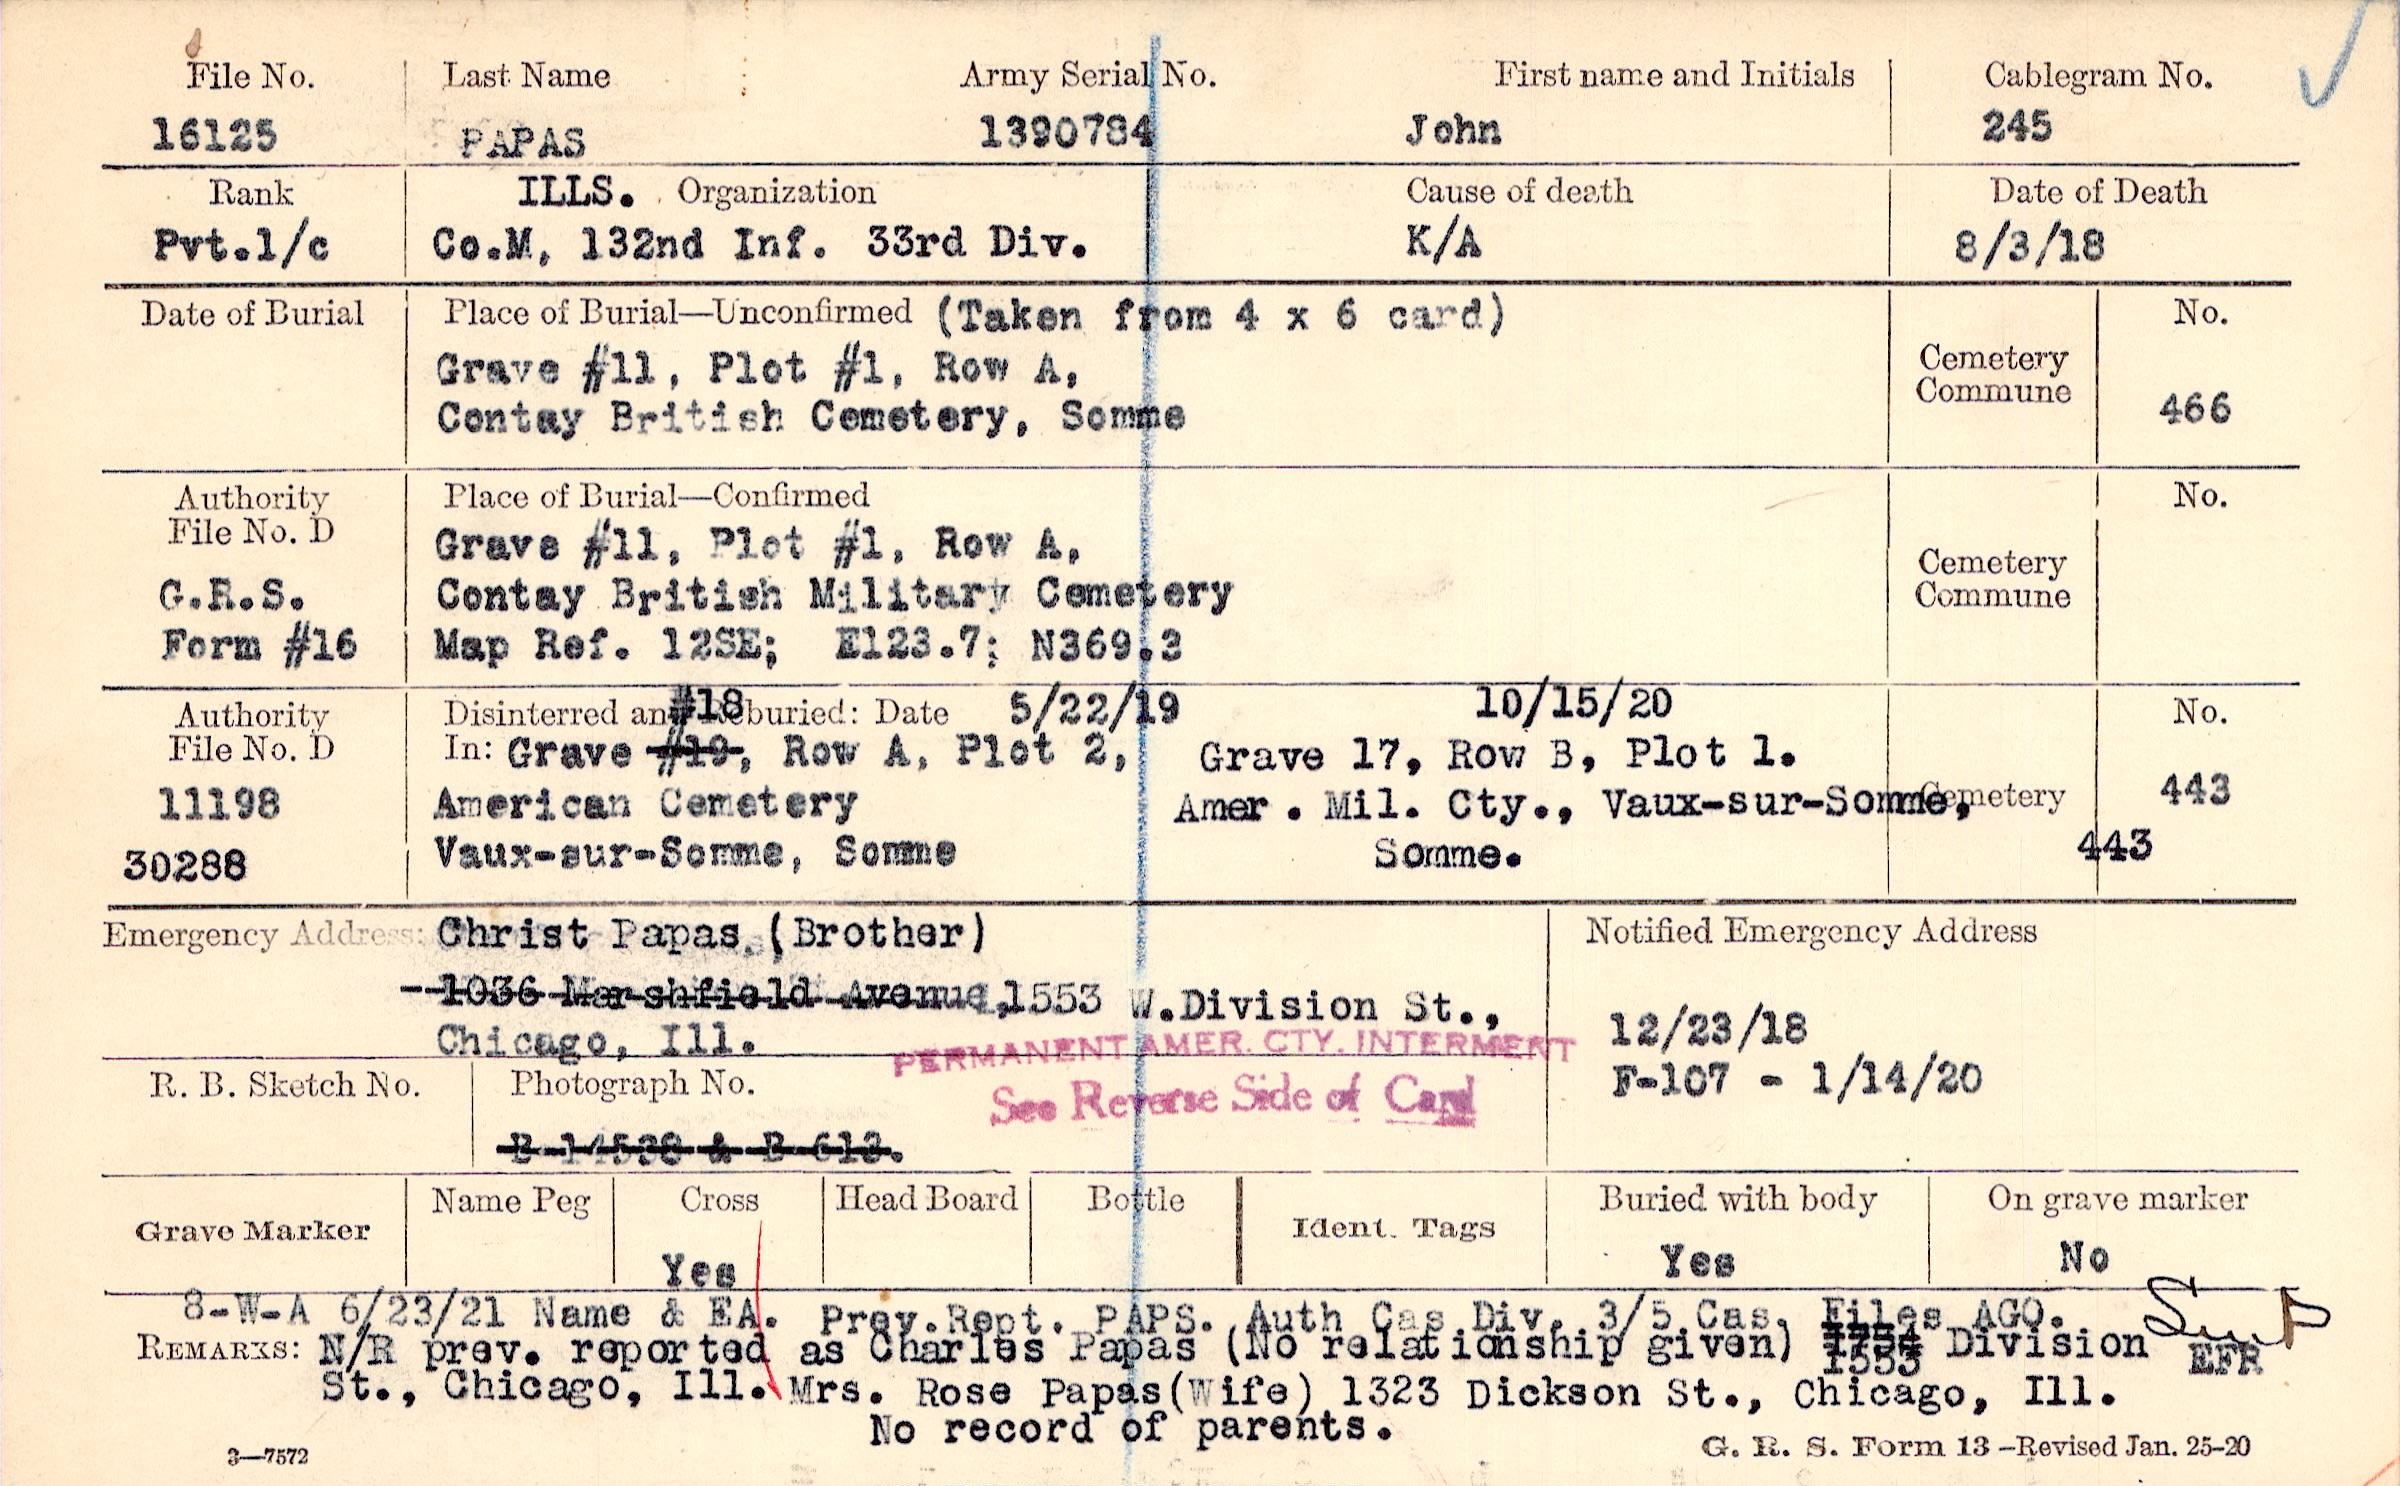 File No. Last Name Army Serial No. First name and Initials Cablegram No.
16125 PAPAS 1390784 John 245
Rank ILLS. Organization Cause of death Date of Death
Pvt.1/c Co.M, 132nd Inf. 33rd Div. K/A 8/3/18
Date of Burial Place of Burial—Unconfirmed (Taken from 4 x 6 card) No.
Grave #11, Plot #1, Row A, Cemetery
Contay British Cemetery, Somme Commune 466
Authority Place of Burial—Confirmed No.
File No. D Grave #11, Plot #1, Row A,
G.R.S. Contay British Military Cemetery Cemetery Commune
Form #16 Map Ref. 12SE; E123.7; N369.3
Authority Disinterred and Reburied: Date 5/22/19 10/15/20 No.
#18
File No. D In: Grave #19, Row A, Plot 2, Grave 17, Row B, Plot 1.
11198 American Cemetery Amer. Mil. Cty., Vaux-sur-Somme, Cemetery 443
30288 Vaux-sur-Somme, Somme Somme. 443
Emergency Address: Christ Papas (Brother) Notified Emergency Address
1036 Marshfield Avenue, 1553 W.Division St., 12/23/18
Chicago, Ill.
PERMANENT AMER. CTY. INTERMENT
R. B. Sketch No. Photograph No. See Reverse Side of Card F-107 - 1/14/20
B-14538 & B-613.
Grave Marker Name Peg Cross Head Board Bottle Ident. Tags Buried with body On grave marker
Yes Yes No
8-W-A 6/23/21 Name & EA. Prev.Rept. PAPS. Auth Cas Div. 3/5 Cas. Files AGO.
REMARKS: N/R prev. reported as Charles Papas (No relationship given) 1754 Division
1553 EFR
St., Chicago, Ill. Mrs. Rose Papas(Wife) 1323 Dickson St., Chicago, Ill.
No record of parents.
3—7572 G. R. S. Form 13 –Revised Jan. 25-20